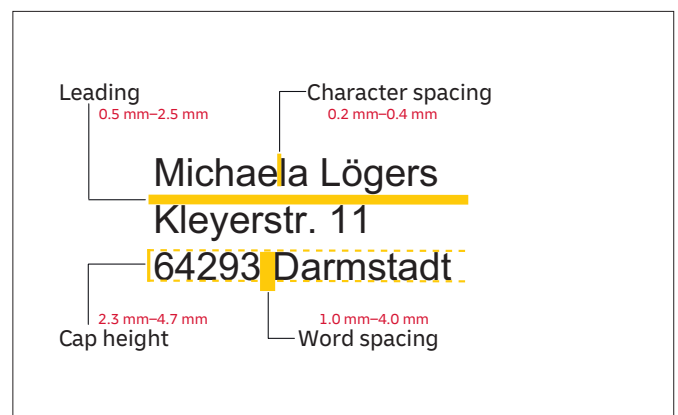 Leading Character spacing
0.5 mm–2.5 mm 0.2 mm–0.4 mm
Michaela Lögers
Kleyerstr. 11
64293 Darmstadt
2.3 mm–4.7 mm 1.0 mm–4.0 mm
Cap height Word spacing